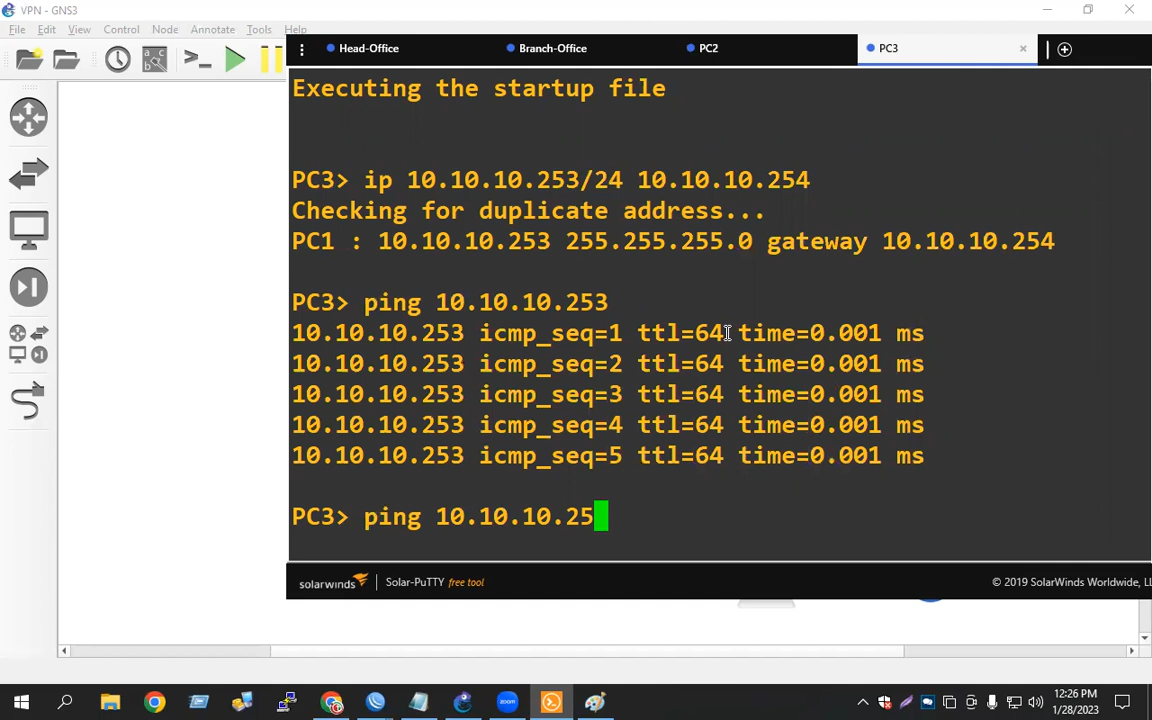 VPN - GNS3
File Edit View Control Node Annotate Tools Help
Head-Office
Branch-Office
PC2
PC3
Executing the startup file
PC3> ip 10.10.10.253/24 10.10.10.254
Checking for duplicate address...
PC1 : 10.10.10.253 255.255.255.0 gateway 10.10.10.254
PC3> ping 10.10.10.253
10.10.10.253 icmp_seq=1 ttl=64 time=0.001 ms
10.10.10.253 icmp_seq=2 ttl=64 time=0.001 ms
10.10.10.253 icmp_seq=3 ttl=64 time=0.001 ms
10.10.10.253 icmp_seq=4 ttl=64 time=0.001 ms
10.10.10.253 icmp_seq=5 ttl=64 time=0.001 ms
PC3> ping 10.10.10.25
solarwinds Solar-PuTTY free tool
© 2019 SolarWinds Worldwide, LL
12:26 PM
1/28/2023